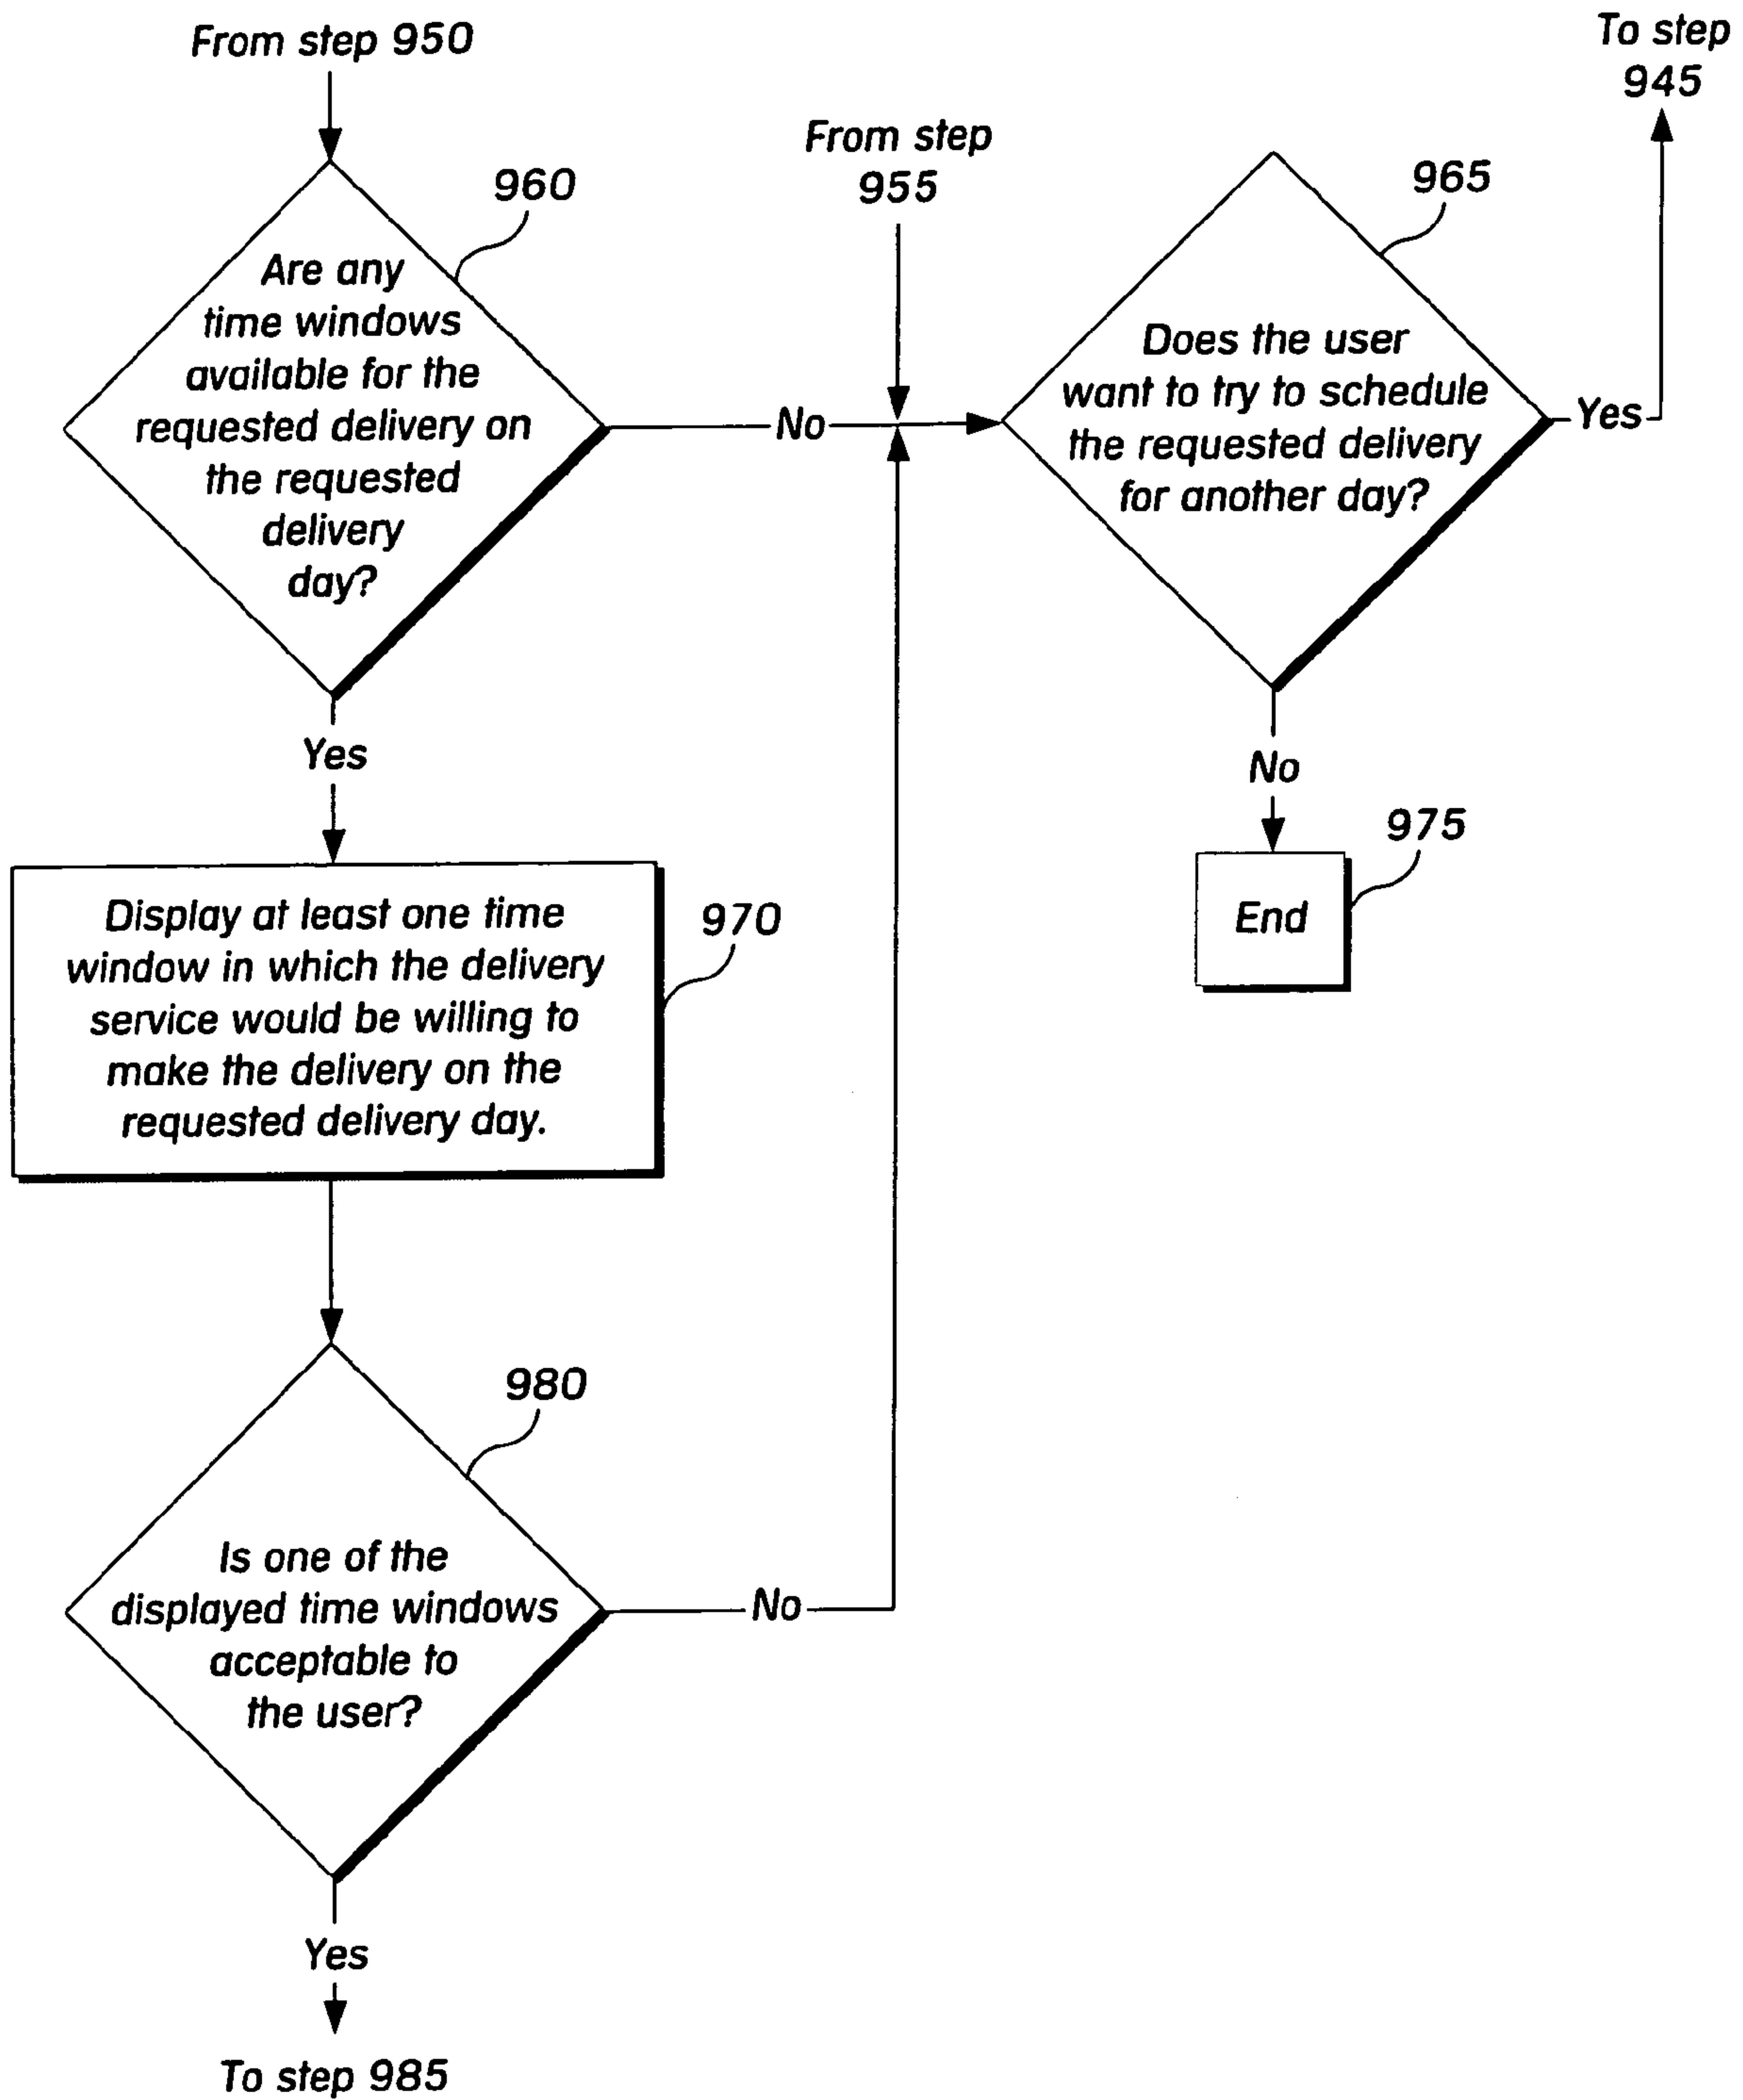 From step 950
960
Are any
time windows
available for the
requested delivery on
the requested
delivery
day?
No
Yes
From step
955
To step
945
965
Does the user
want to try to schedule
the requested delivery
for another day?
Yes
No
975
End
Display at least one time
window in which the delivery
service would be willing to
make the delivery on the
requested delivery day.
970
980
Is one of the
displayed time windows
acceptable to
the user?
No
Yes
To step 985